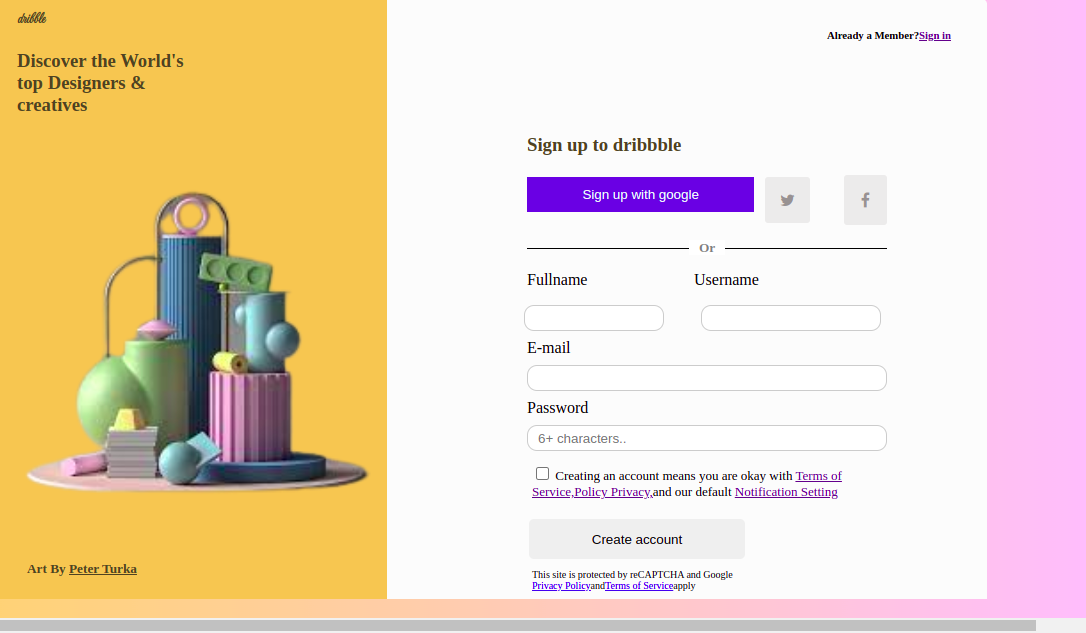 dribble
Discover the World's
top Designers &
creatives
Art By Peter Turka
Already a Member?Sign in
Sign up to dribbble
Sign up with google
Or
Fullname Username
E-mail
Password
6+ characters..
Creating an account means you are okay with Terms of
Service,Policy Privacy,and our default Notification Setting
Create account
This site is protected by reCAPTCHA and Google
Privacy PolicyandTerms of Serviceapply